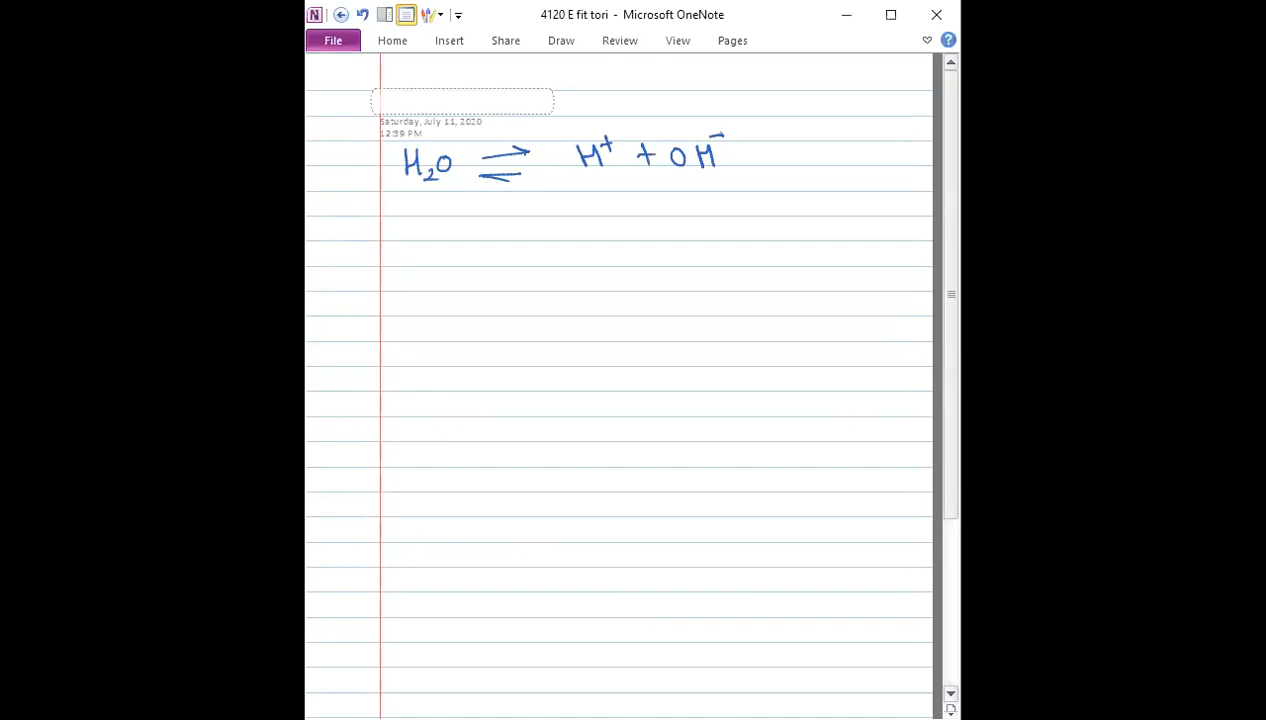 4120 E fit tori - Microsoft OneNote
File Home Insert Share Draw Review View Pages
Saturday, July 11, 2020
12:39 PM
H₂O ⇌ H⁺ + OH⁻